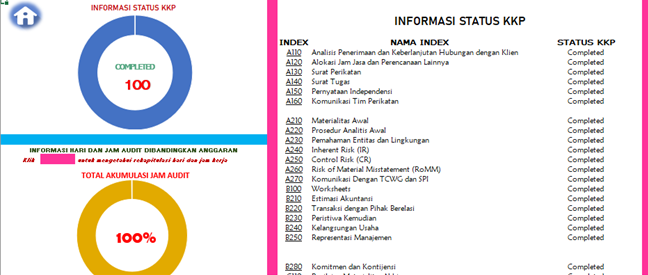 INFORMASI STATUS KKP
COMPLETED
100
INFORMASI HARI DAN JAM AUDIT DIBANDINGKAN ANGGARAN
Klik untuk mengetahui rekapitulasi hari dan jam kerja
TOTAL AKUMULASI JAM AUDIT
100%
INFORMASI STATUS KKP
INDEX NAMA INDEX STATUS KKP
A110 Analisis Penerimaan dan Keberlanjutan Hubungan dengan Klien Completed
A120 Alokasi Jam Jasa dan Perencanaan Lainnya Completed
A130 Surat Perikatan Completed
A140 Surat Tugas Completed
A150 Pernyataan Independensi Completed
A160 Komunikasi Tim Perikatan Completed
A210 Materialitas Awal Completed
A220 Prosedur Analitis Awal Completed
A230 Pemahaman Entitas dan Lingkungan Completed
A240 Inherent Risk (IR) Completed
A250 Control Risk (CR) Completed
A260 Risk of Material Misstatement (RoMM) Completed
A270 Komunikasi Dengan TCWG dan SPI Completed
B100 Worksheets Completed
B210 Estimasi Akuntansi Completed
B220 Transaksi dengan Pihak Berelasi Completed
B230 Peristiwa Kemudian Completed
B240 Kelangsungan Usaha Completed
B250 Representasi Manajemen Completed
B280 Komitmen dan Kontijensi Completed